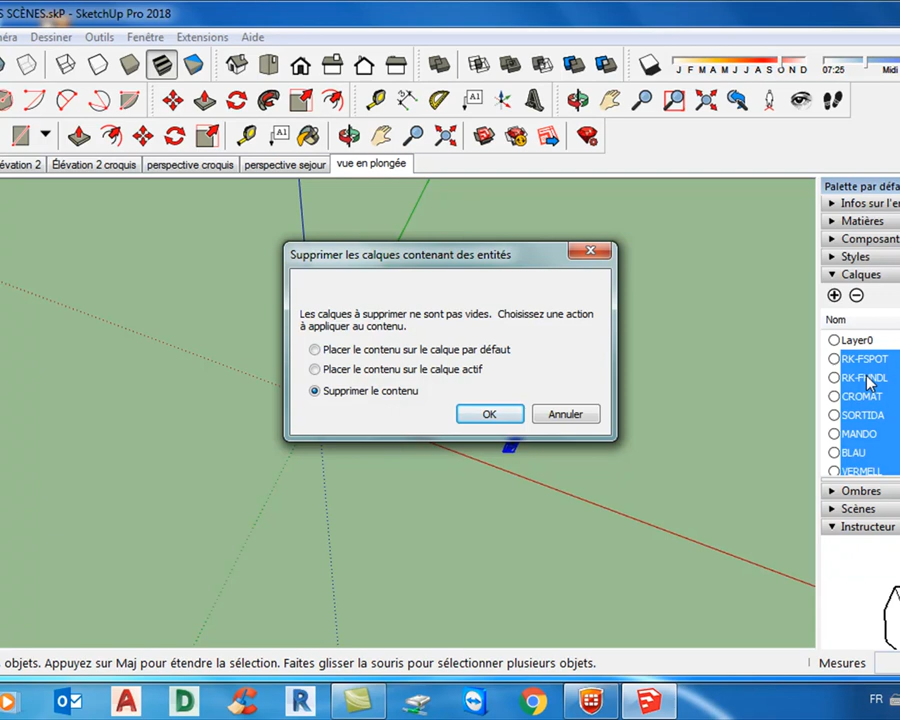 S SCÈNES.skP - SketchUp Pro 2018
Dessiner Outils Fenêtre Extensions Aide
J F M A M J J A S O N D
07:25 Midi
A1
A1
Élévation 2 croquis
perspective croquis
perspective sejour
vue en plongée
Supprimer les calques contenant des entités
Les calques à supprimer ne sont pas vides. Choisissez une action
à appliquer au contenu.
Placer le contenu sur le calque par défaut
Placer le contenu sur le calque actif
Supprimer le contenu
OK
Annuler
Palette par défa
Infos sur l'e
Matières
Composant
Styles
Calques
Nom
Layer0
RK-FSPOT
CROMAT
SORTIDA
MANDO
BLAU
VERMELL
Ombres
Scènes
Instructeur
objets. Appuyez sur Maj pour étendre la sélection. Faites glisser la souris pour sélectionner plusieurs objets.
Mesures
FR